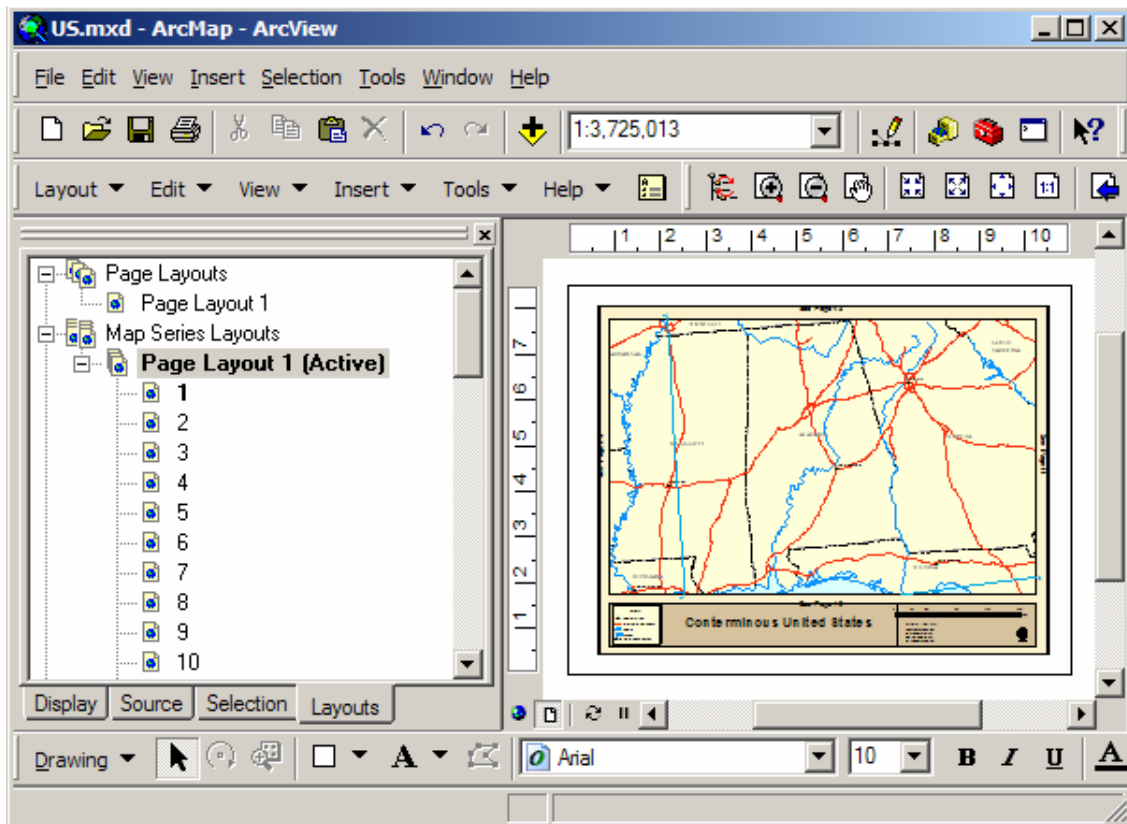 US.mxd - ArcMap - ArcView
File Edit View Insert Selection Tools Window Help
1:3,725,013
Layout Edit View Insert Tools Help
1:1
Page Layouts
Page Layout 1
Map Series Layouts
Page Layout 1 (Active)
1
2
3
4
5
6
7
8
9
10
Display Source Selection Layouts
1 2 3 4 5 6 7 8 9 10
7
6
5
4
3
2
1
Conterminous United States
Drawing A Arial 10 B I U A